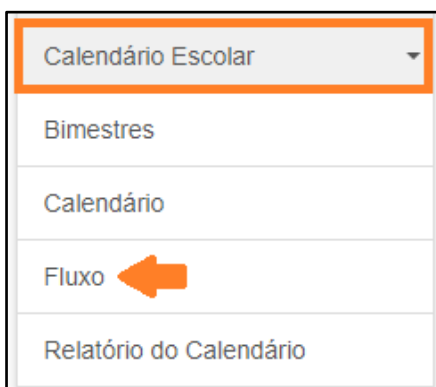 Calendário Escolar
Bimestres
Calendário
Fluxo
Relatório do Calendário